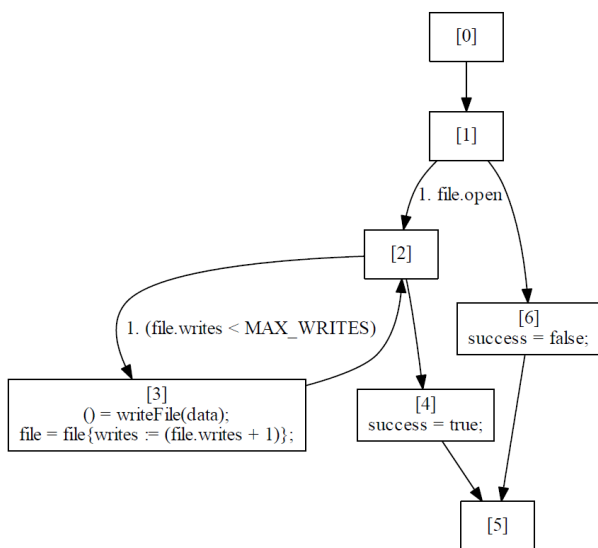 [0]
[1]
1. file.open
[2]
1. (file.writes < MAX_WRITES)
[6]
success = false;
[3]
() = writeFile(data);
file = file{writes := (file.writes + 1)};
[4]
success = true;
[5]